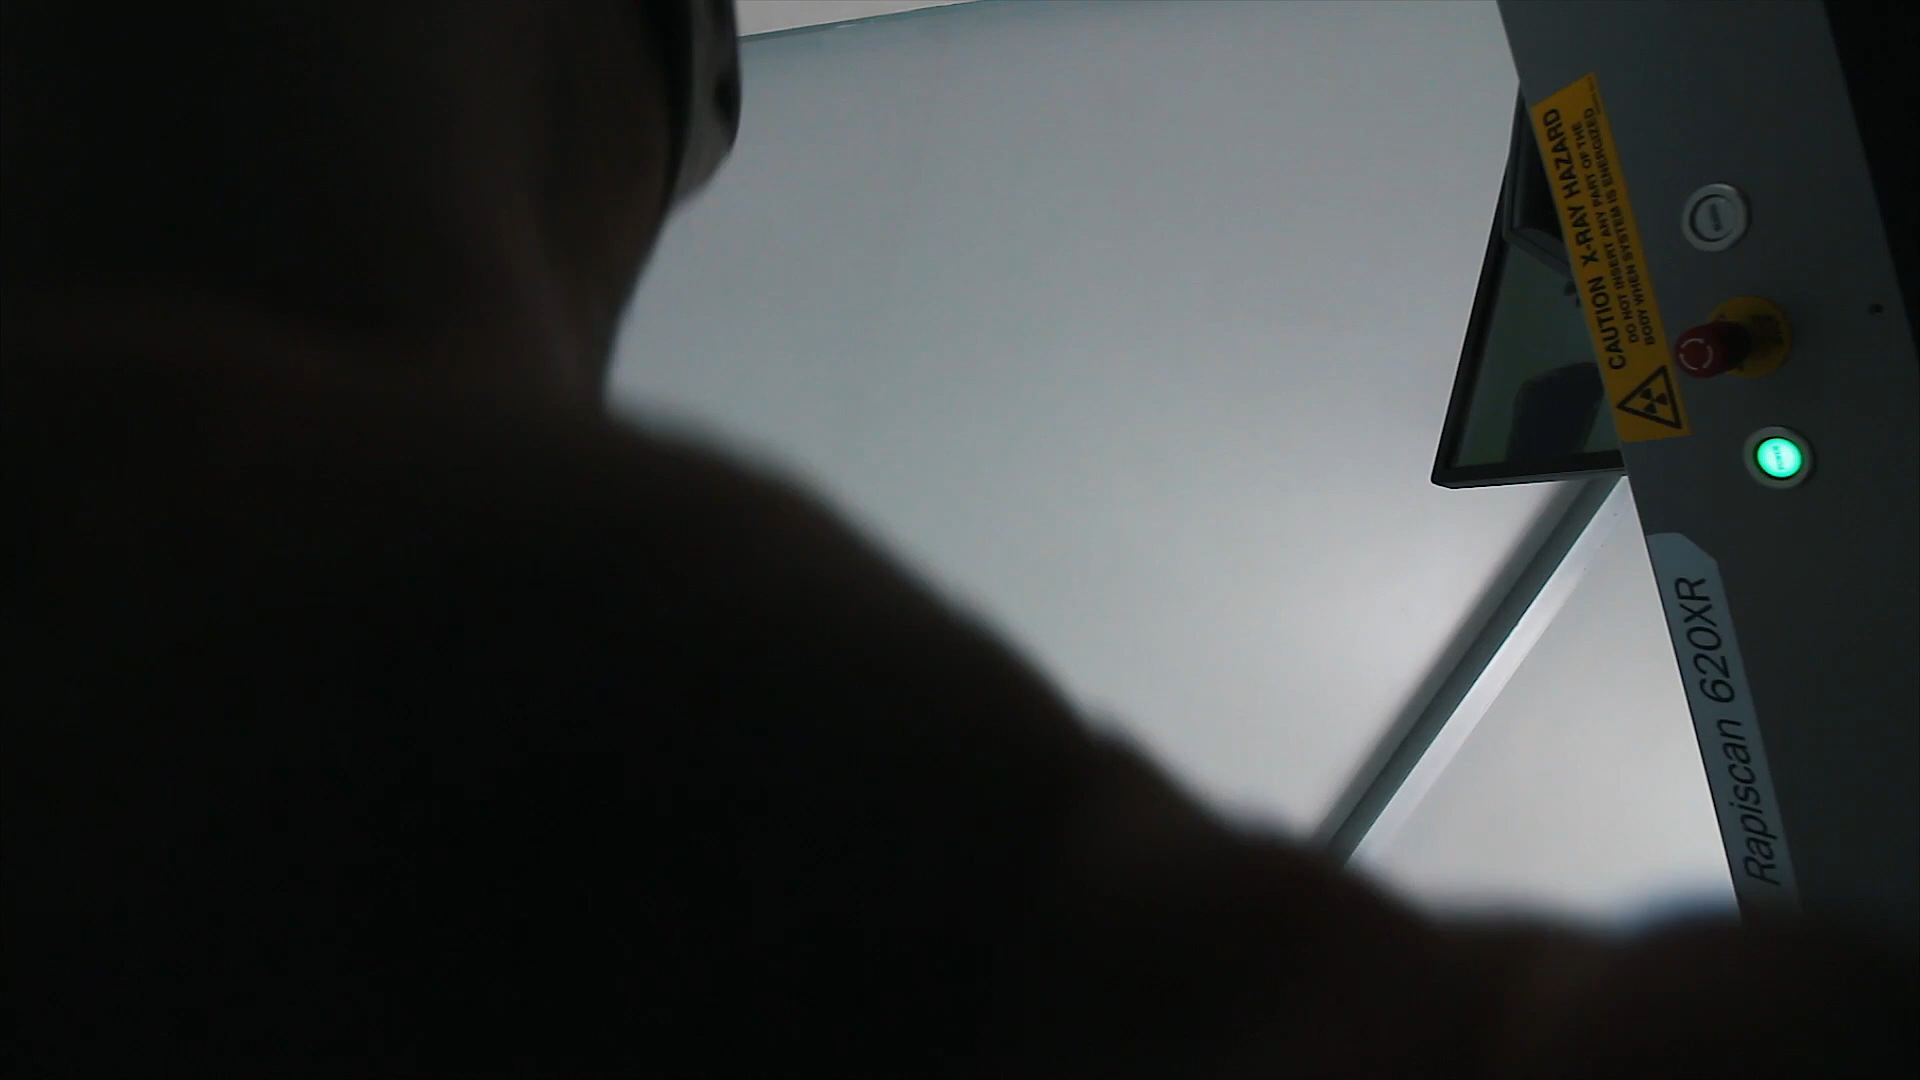 CAUTION X-RAY HAZARD
DO NOT INSERT ANY PART OF THE
BODY WHEN SYSTEM IS ENERGIZED
Rapiscan 620XR